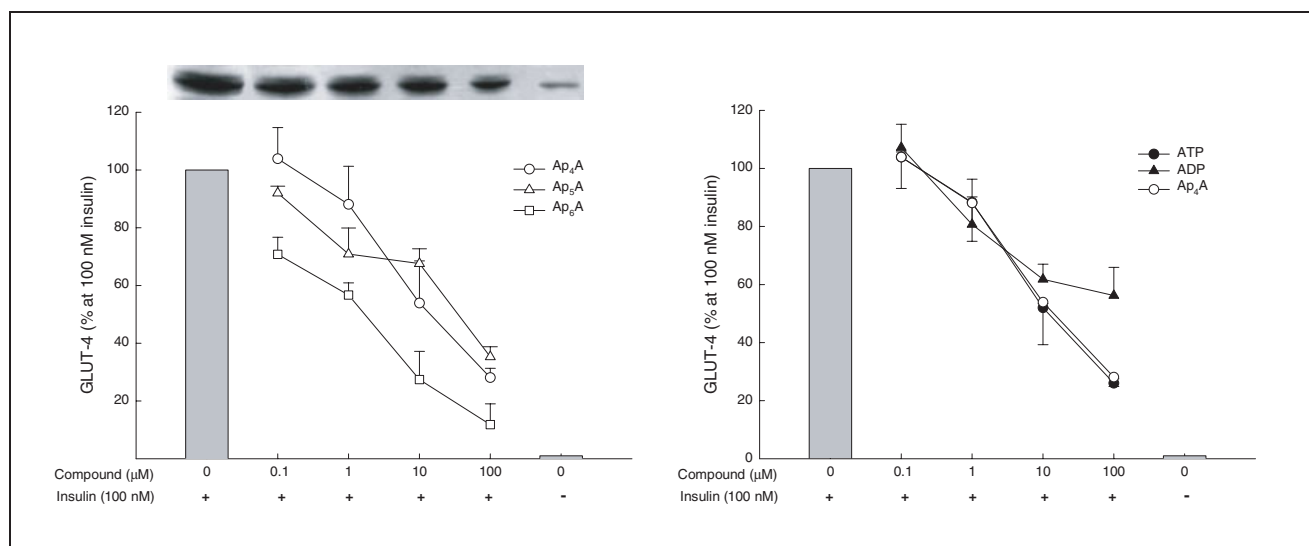 120
100
80
60
40
20
GLUT-4 (% at 100 nM insulin)
Ap₄A
Ap₅A
Ap₆A
Compound (μM) 0 0.1 1 10 100 0
Insulin (100 nM) + + + + + -
120
100
80
60
40
20
0
GLUT-4 (% at 100 nM insulin)
ATP
ADP
Ap₄A
Compound (μM) 0 0.1 1 10 100 0
Insulin (100 nM) + + + + + -